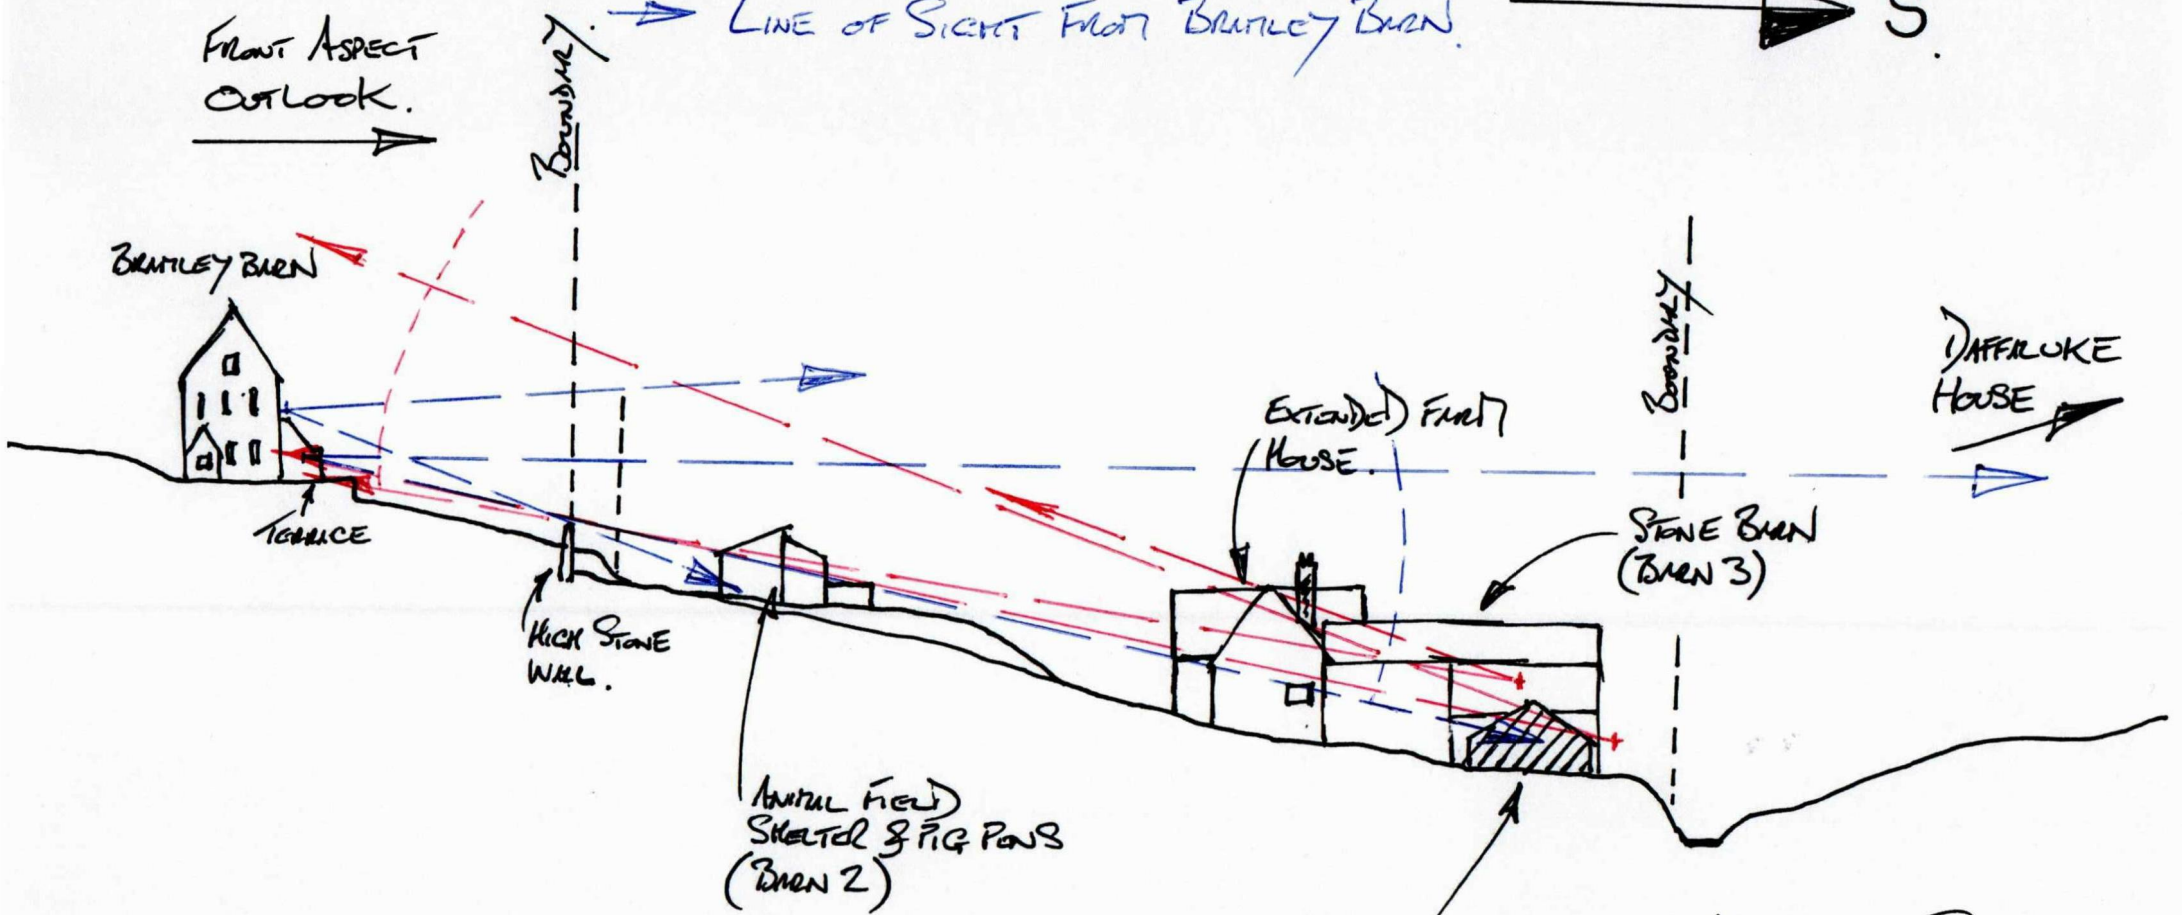 LINE OF SIGHT FROM BRAMLEY BARN.
S.
FRONT ASPECT
OUTLOOK.
BOUNDARY.
BRAMLEY BARN
BOUNDARY
DAFFALUKE
HOUSE
EXTENDED FARM
HOUSE.
STONE BARN
(BARN 3)
TERRACE
HIGH STONE
WALL.
ANIMAL FIELD
SHELTER & PIG PENS
(BARN 2)